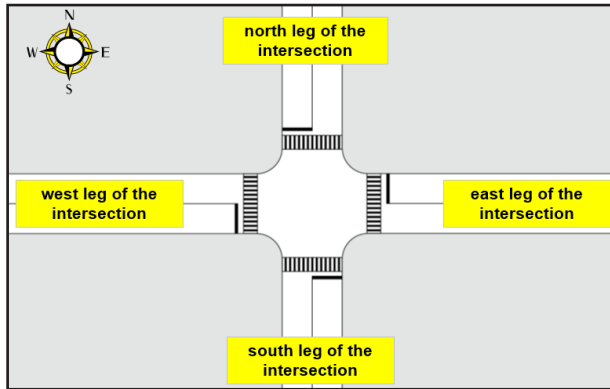 N
north leg of the
intersection
W
E
S
west leg of the
intersection
east leg of the
intersection
south leg of the
intersection